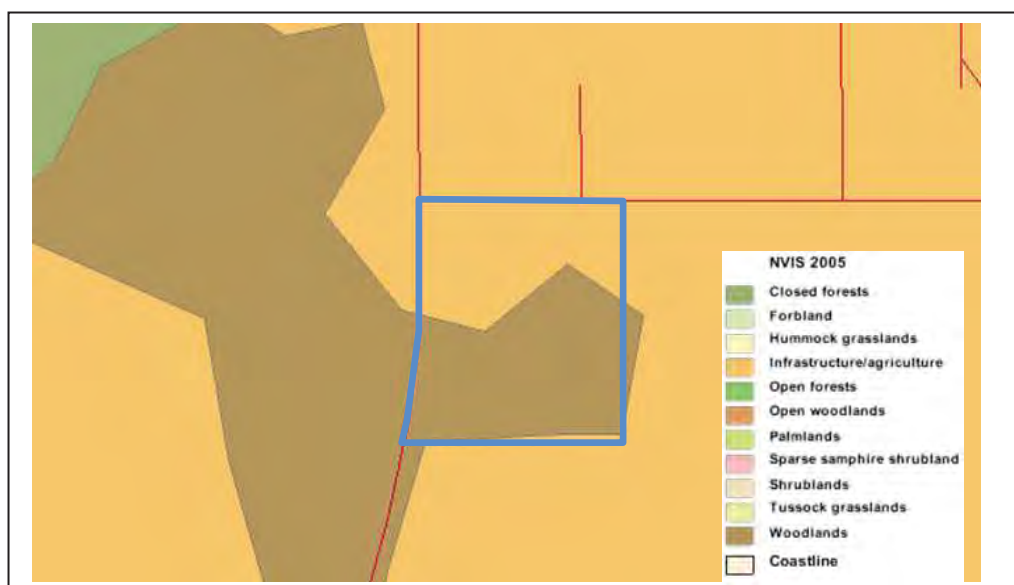 NVIS 2005
Closed forests
Forbland
Hummock grasslands
Infrastructure/agriculture
Open forests
Open woodlands
Palmlands
Sparse samphire shrubland
Shrublands
Tussock grasslands
Woodlands
Coastline